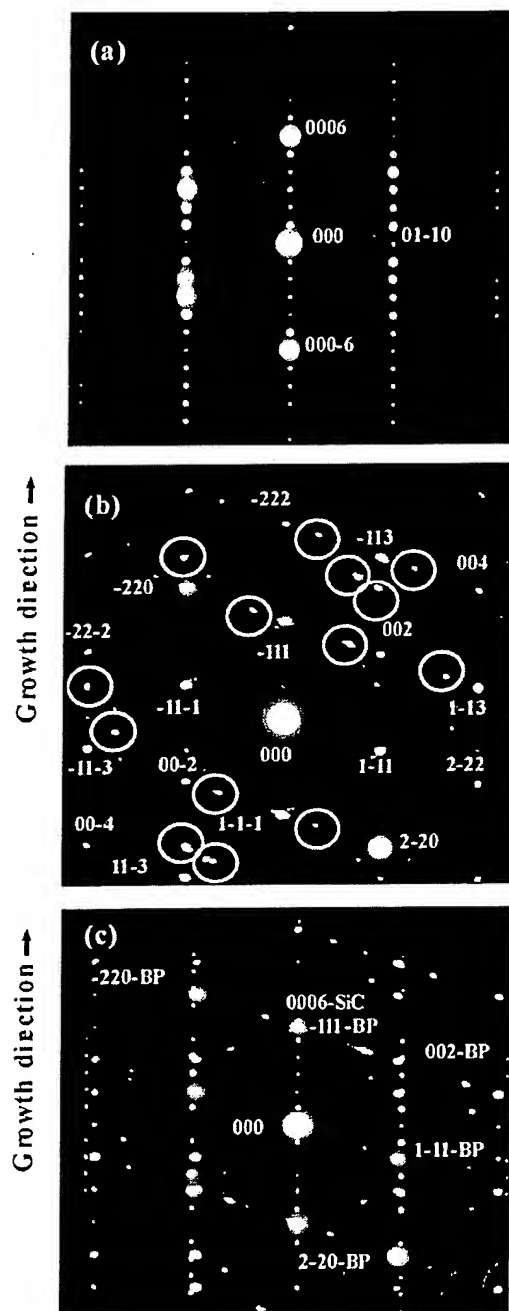 (a)
0006
000
01-10
000-6
Growth direction →
(b)
-222
-113
004
-220
002
-22-2
-111
-11-1
1-13
000
-11-3
00-2
1-11
2-22
00-4
1-1-1
2-20
11-3
Growth direction →
(c)
-220-BP
0006-SiC
-111-BP
002-BP
000
1-11-BP
2-20-BP